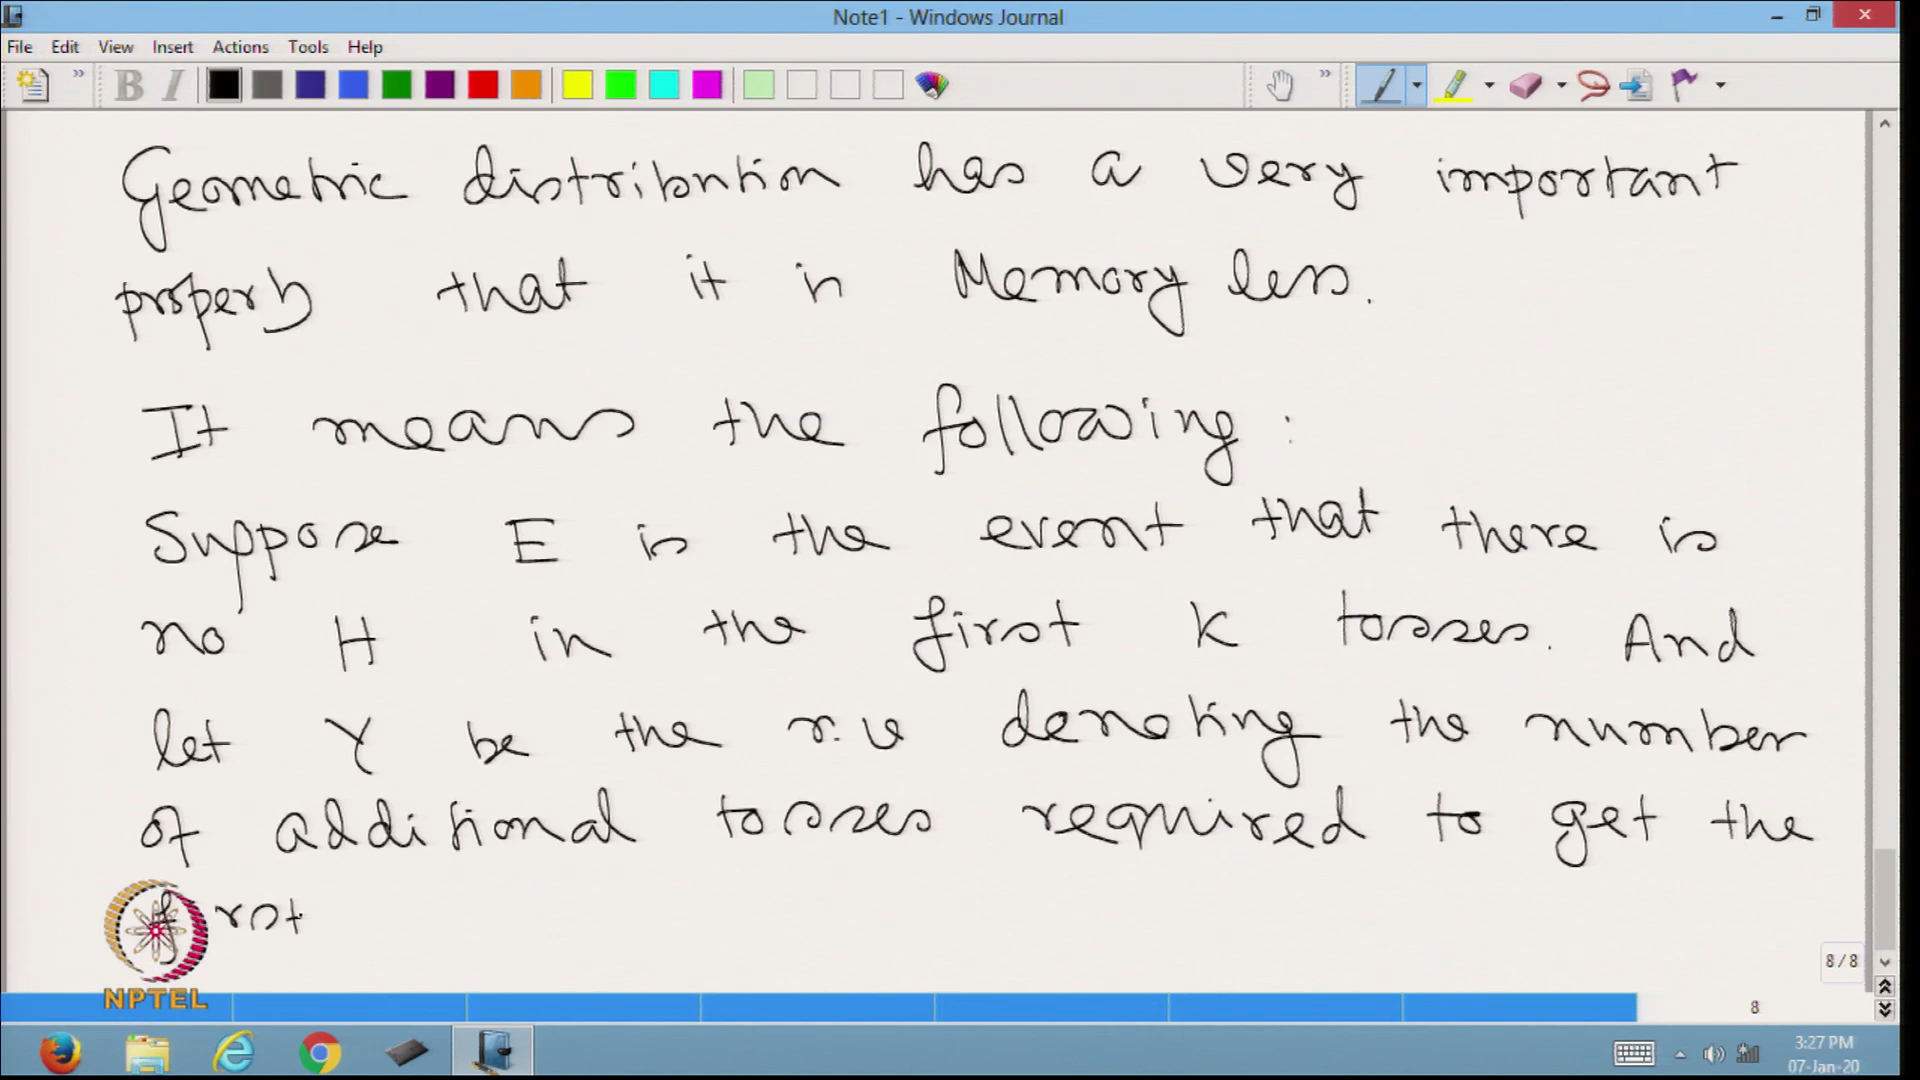 Note1 - Windows Journal
File Edit View Insert Actions Tools Help
Geometric distribution has a very important
property that it is Memory less.
It means the following :
Suppose E is the event that there is
no H in the first K tosses. And
let Y be the r.v denoting the number
of additional tosses required to get the
first
NPTEL
8 / 8
8
3:27 PM
07-Jan-20